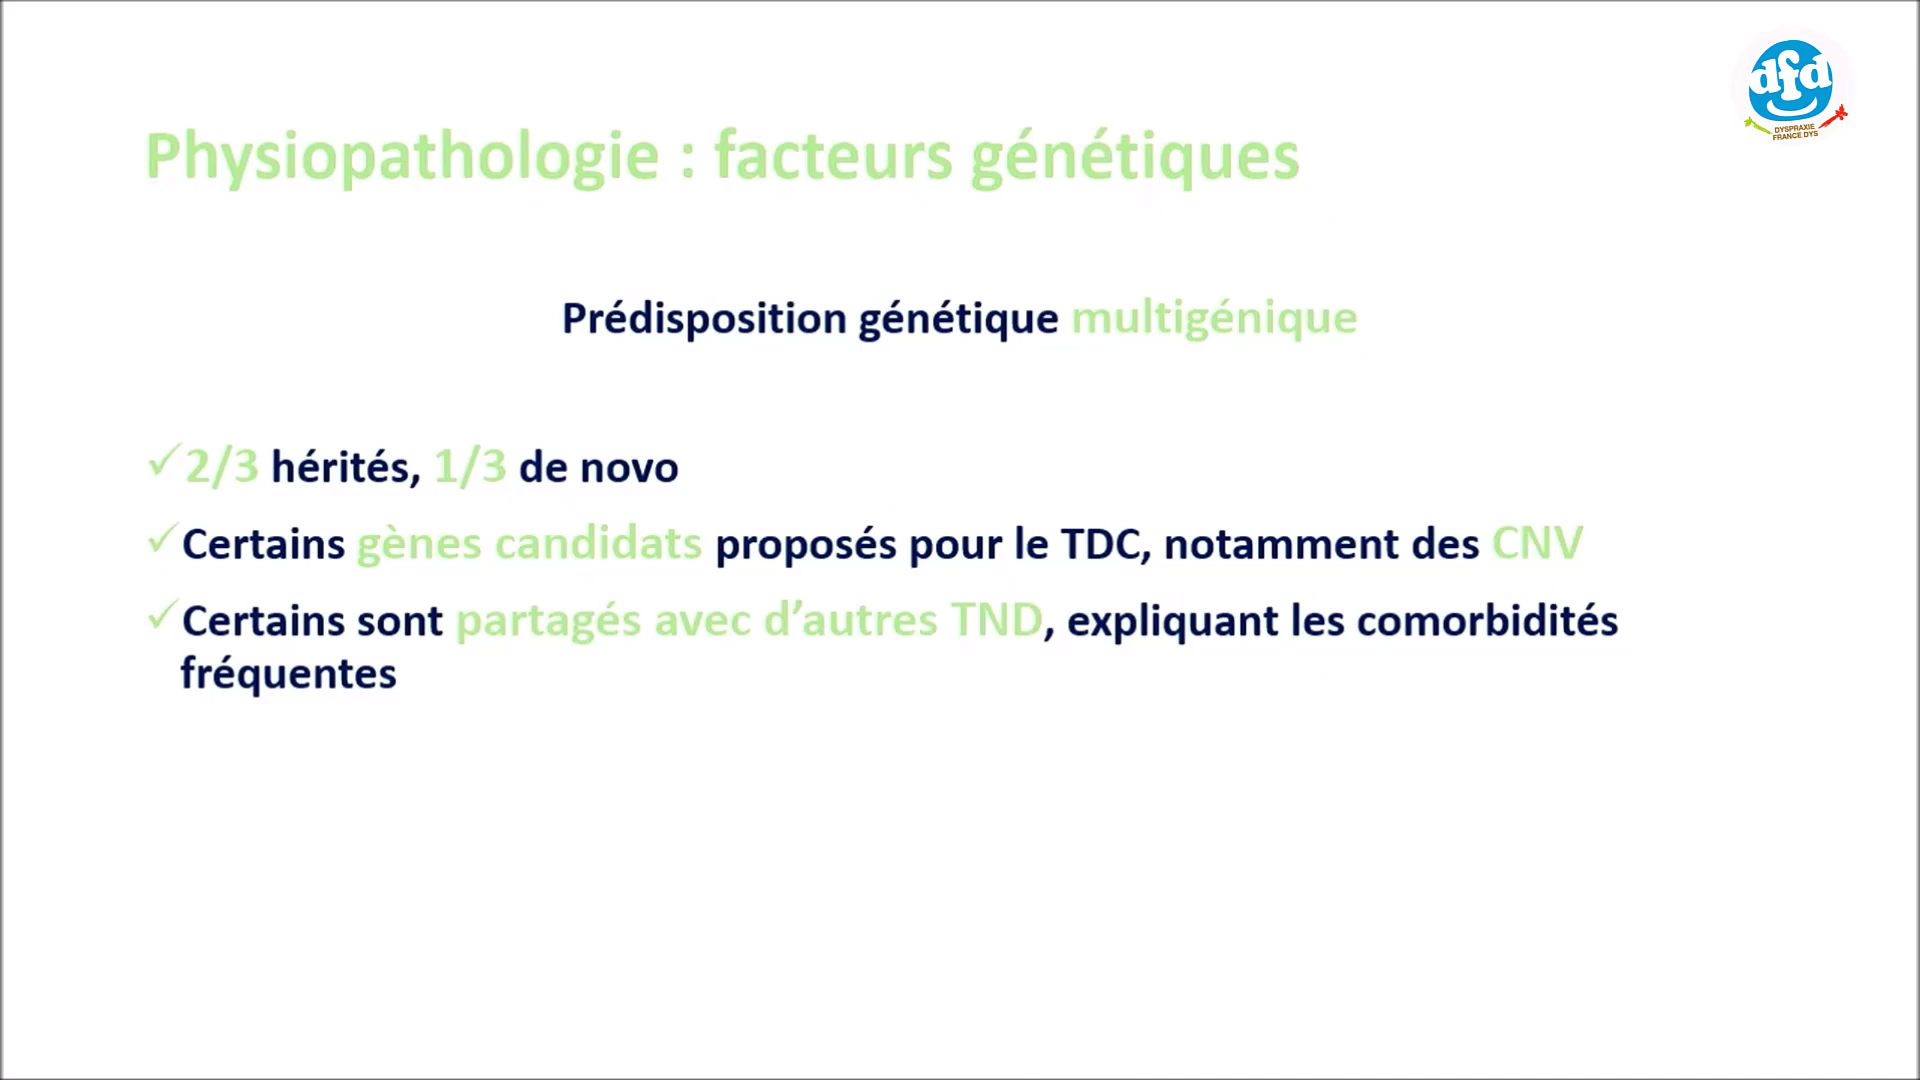 dfd
DYSPRAXIE
FRANCE DYS
Physiopathologie : facteurs génétiques
Prédisposition génétique multigénique
✓2/3 hérités, 1/3 de novo
✓Certains gènes candidats proposés pour le TDC, notamment des CNV
✓Certains sont partagés avec d’autres TND, expliquant les comorbidités
fréquentes